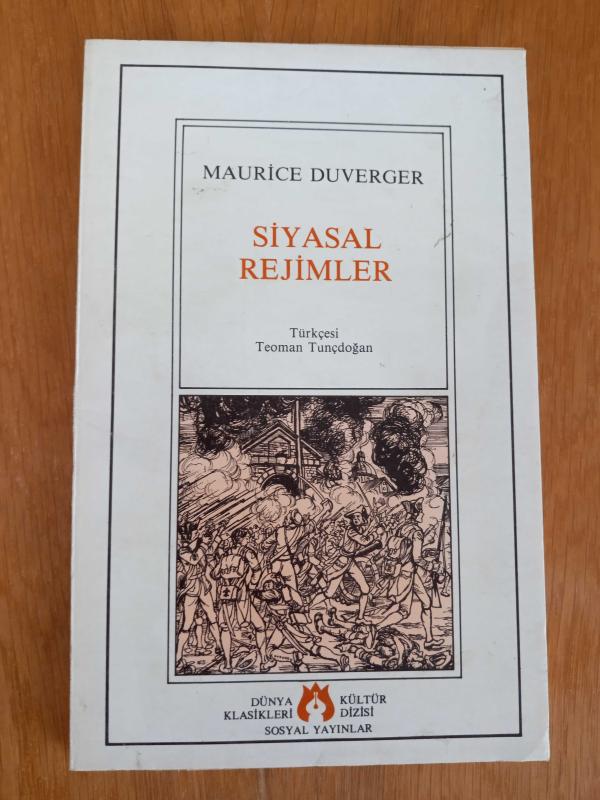 MAURİCE DUVERGER
SİYASAL
REJİMLER
Türkçesi
Teoman Tunçdoğan
DÜNYA KÜLTÜR
KLASİKLERİ DİZİSİ
SOSYAL YAYINLAR